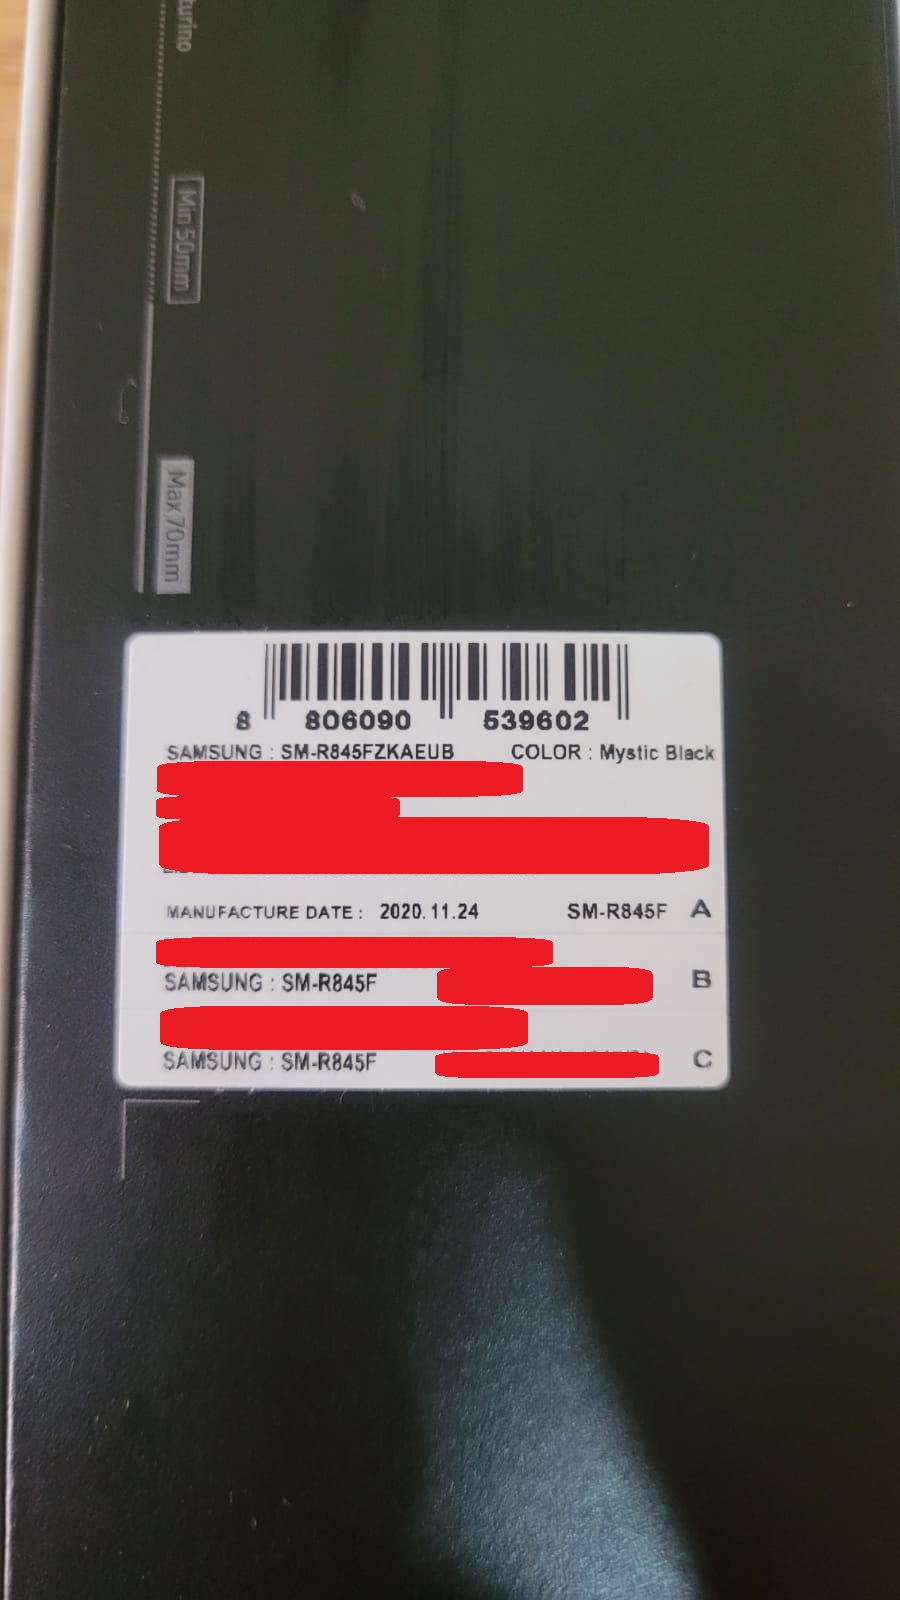 Min 50mm
Max 70mm
8 806090 539602
SAMSUNG : SM-R845FZKAEUB COLOR : Mystic Black
MANUFACTURE DATE : 2020.11.24 SM-R845F A
SAMSUNG : SM-R845F B
SAMSUNG : SM-R845F C